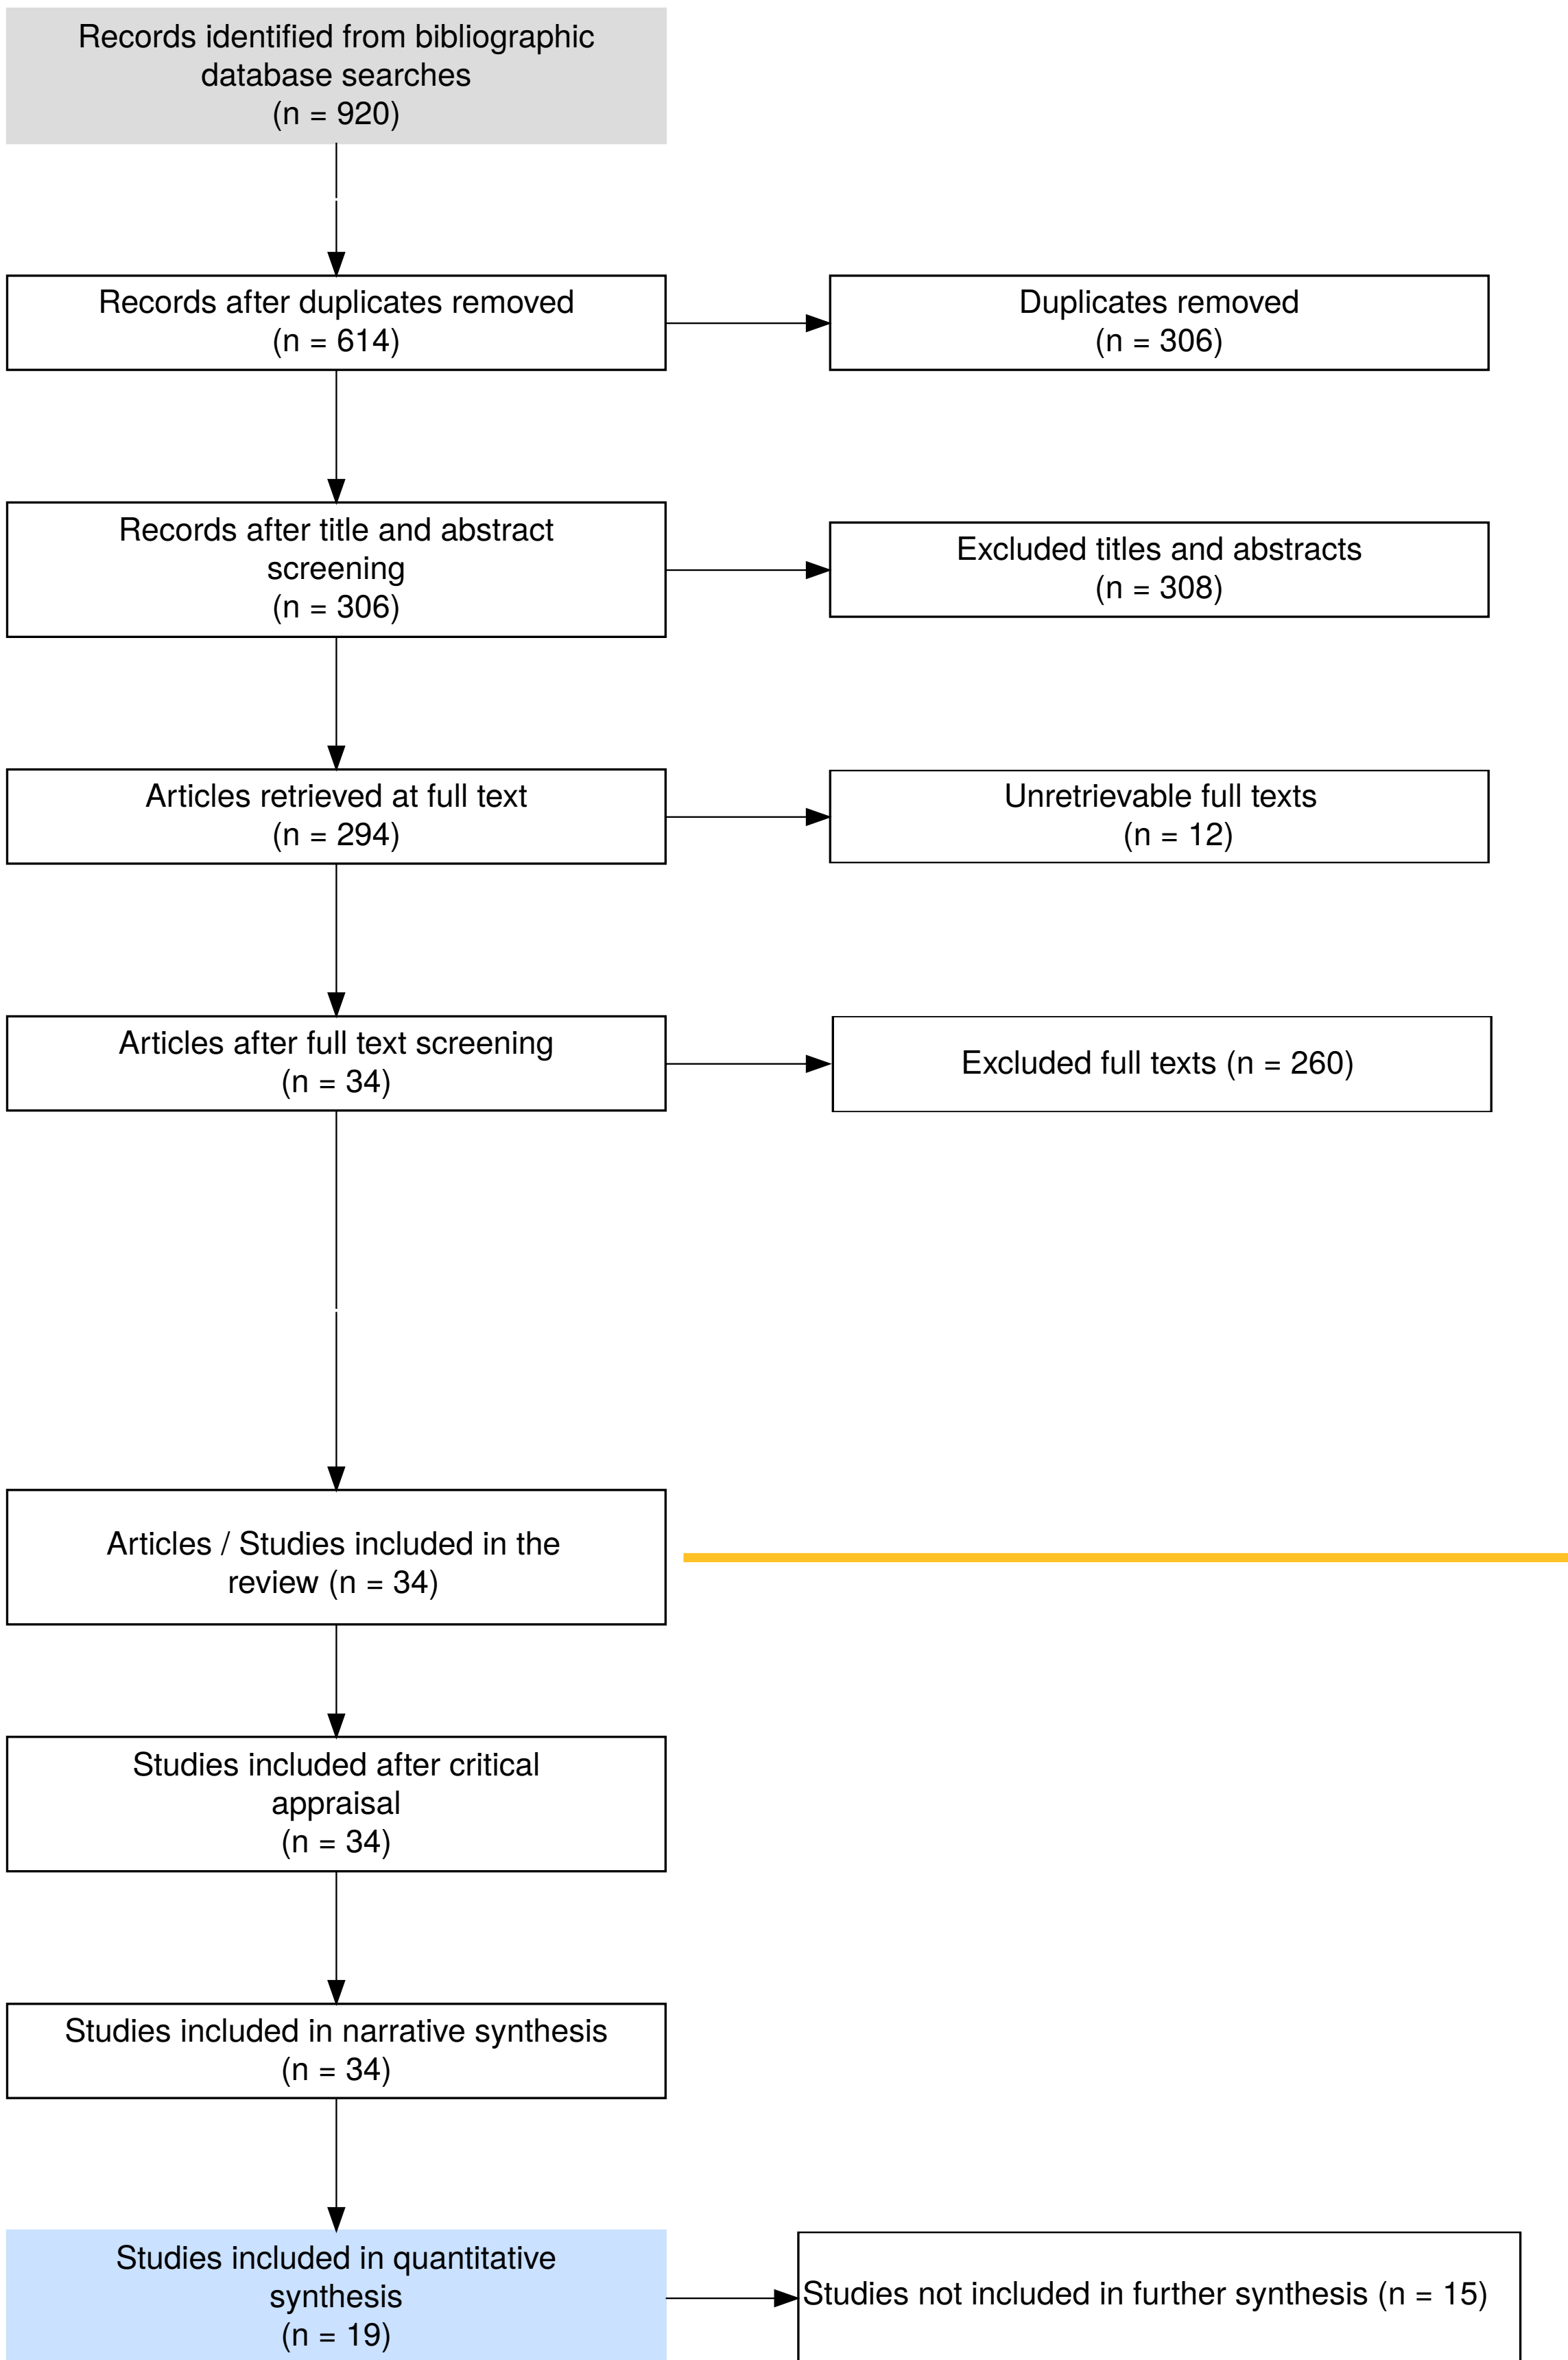 Records identified from bibliographic
database searches
(n = 920)
Records after duplicates removed
(n = 614)
Duplicates removed
(n = 306)
Records after title and abstract
screening
(n = 306)
Excluded titles and abstracts
(n = 308)
Articles retrieved at full text
(n = 294)
Unretrievable full texts
(n = 12)
Articles after full text screening
(n = 34)
Excluded full texts (n = 260)
Articles / Studies included in the
review (n = 34)
Studies included after critical
appraisal
(n = 34)
Studies included in narrative synthesis
(n = 34)
Studies included in quantitative
synthesis
(n = 19)
Studies not included in further synthesis (n = 15)